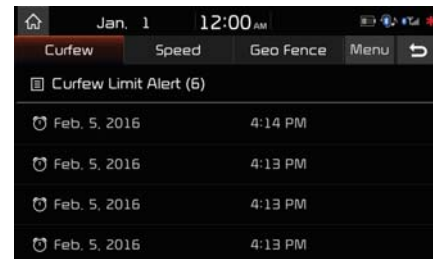 Jan. 1 12:00 AM
Curfew Speed Geo Fence Menu
Curfew Limit Alert (6)
Feb. 5, 2016 4:14 PM
Feb. 5, 2016 4:13 PM
Feb. 5, 2016 4:13 PM
Feb. 5, 2016 4:13 PM